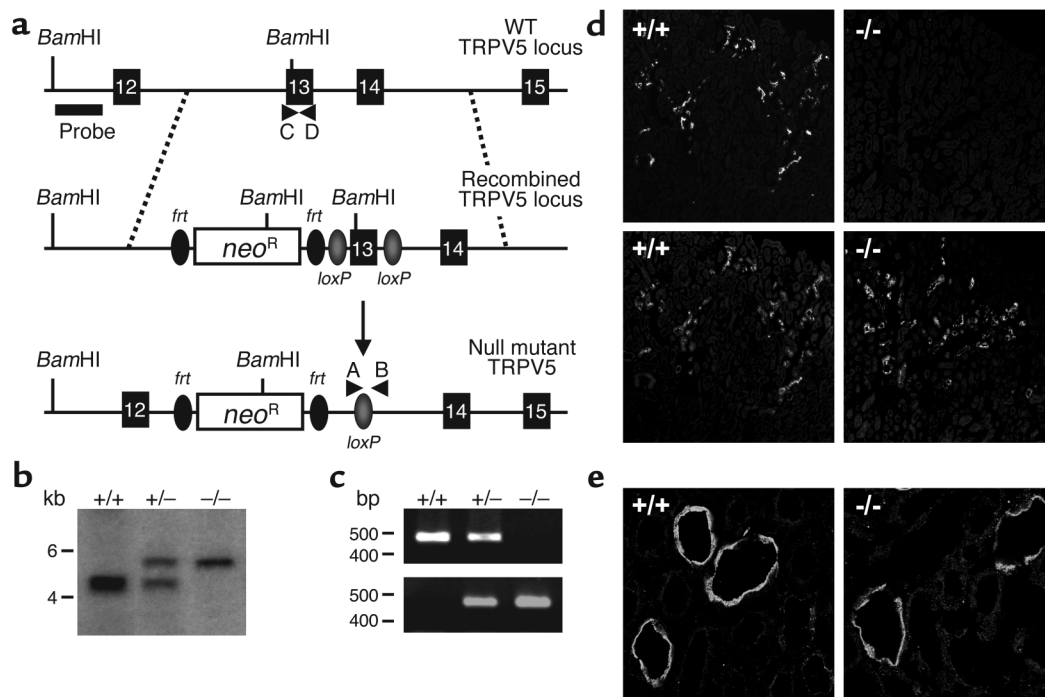 a
BamHI
12
BamHI
13
14
WT
TRPV5 locus
15
Probe
C D
BamHI
frt
neoR
BamHI
frt
loxP
BamHI
13
loxP
14
Recombined
TRPV5 locus
BamHI
12
frt
neoR
BamHI
frt
A B
loxP
Null mutant
TRPV5
14
15
b
kb
+/+ +/– –/–
6
4
c
bp
+/+ +/– –/–
500
400
500
400
d
+/+
-/-
+/+
-/-
e
+/+
-/-